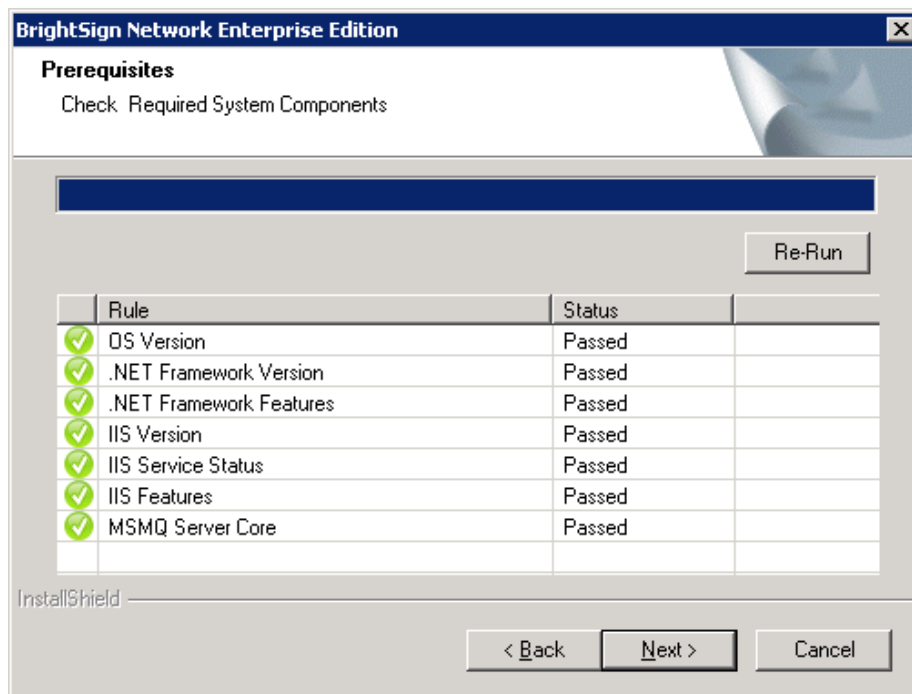 BrightSign Network Enterprise Edition
Prerequisites
Check Required System Components
Re-Run
Rule Status
OS Version Passed
.NET Framework Version Passed
.NET Framework Features Passed
IIS Version Passed
IIS Service Status Passed
IIS Features Passed
MSMQ Server Core Passed
InstallShield
< Back Next > Cancel